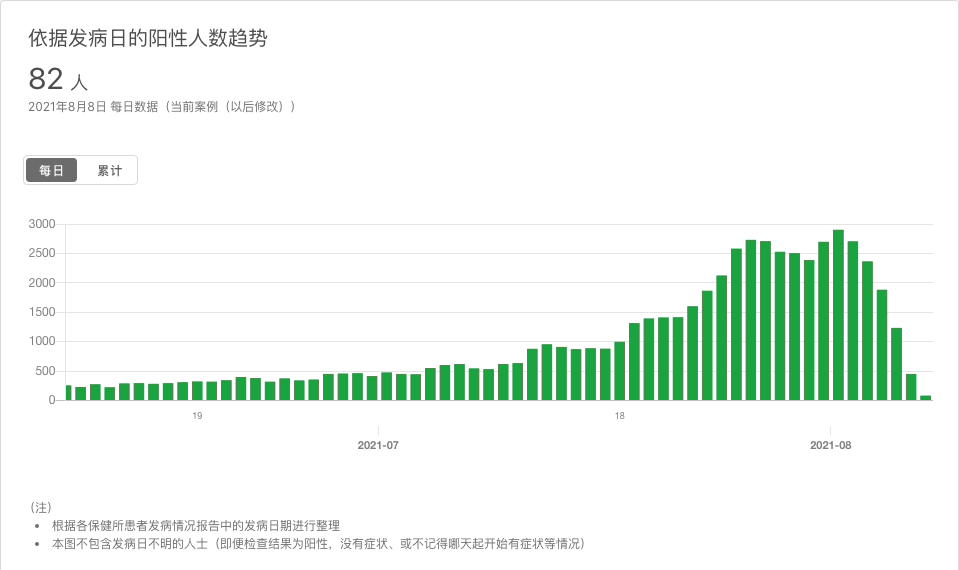 依据发病日的阳性人数趋势
82 人
2021年8月8日 每日数据（当前案例（以后修改））
每日 累计
3000
2500
2000
1500
1000
500
0
19 18
2021-07 2021-08
（注）
• 根据各保健所患者发病情况报告中的发病日期进行整理
• 本图不包含发病日不明的人士（即便检查结果为阳性，没有症状、或不记得哪天起开始有症状等情况）